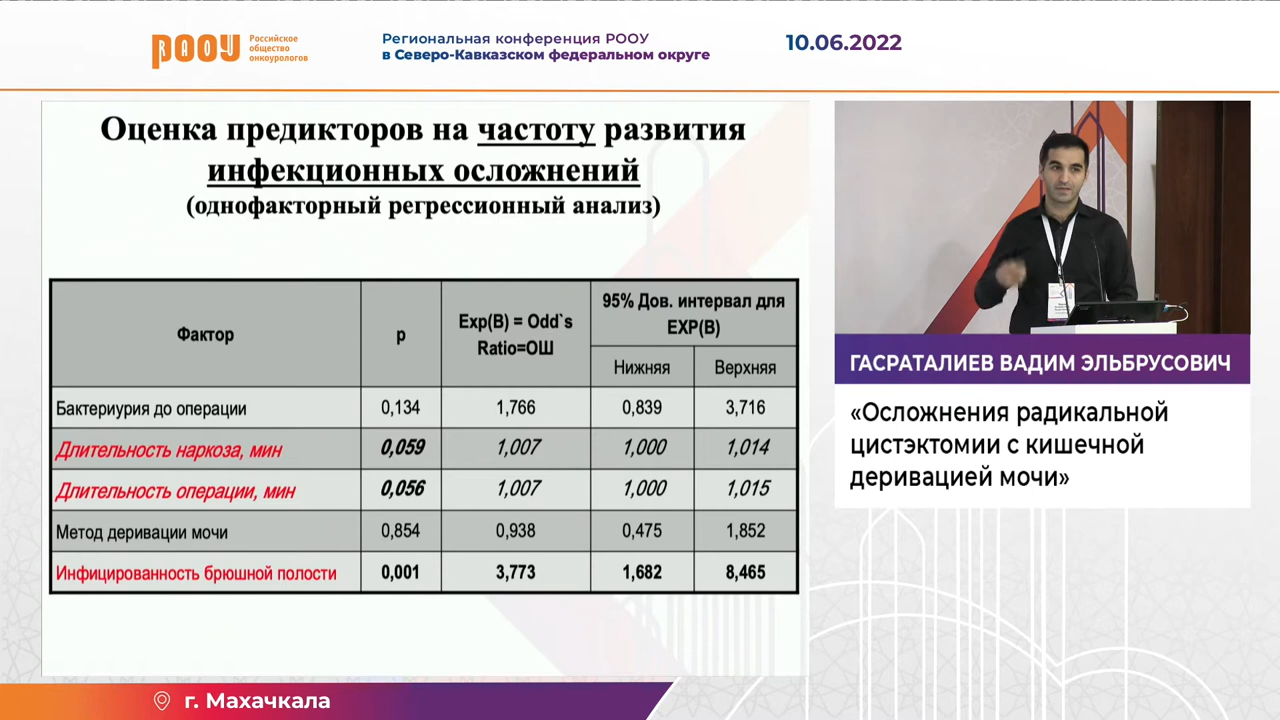 РООУ
Российское
общество
онкоурологов
Региональная конференция РООУ
в Северо-Кавказском федеральном округе
10.06.2022
Оценка предикторов на частоту развития
инфекционных осложнений
(однофакторный регрессионный анализ)
Фактор p Exp(B) = Odd`s Ratio=ОШ 95% Дов. интервал для EXP(B)
Нижняя Верхняя
Бактериурия до операции 0,134 1,766 0,839 3,716
Длительность наркоза, мин 0,059 1,007 1,000 1,014
Длительность операции, мин 0,056 1,007 1,000 1,015
Метод деривации мочи 0,854 0,938 0,475 1,852
Инфицированность брюшной полости 0,001 3,773 1,682 8,465
ГАСРАТАЛИЕВ ВАДИМ ЭЛЬБРУСОВИЧ
«Осложнения радикальной
цистэктомии с кишечной
деривацией мочи»
г. Махачкала